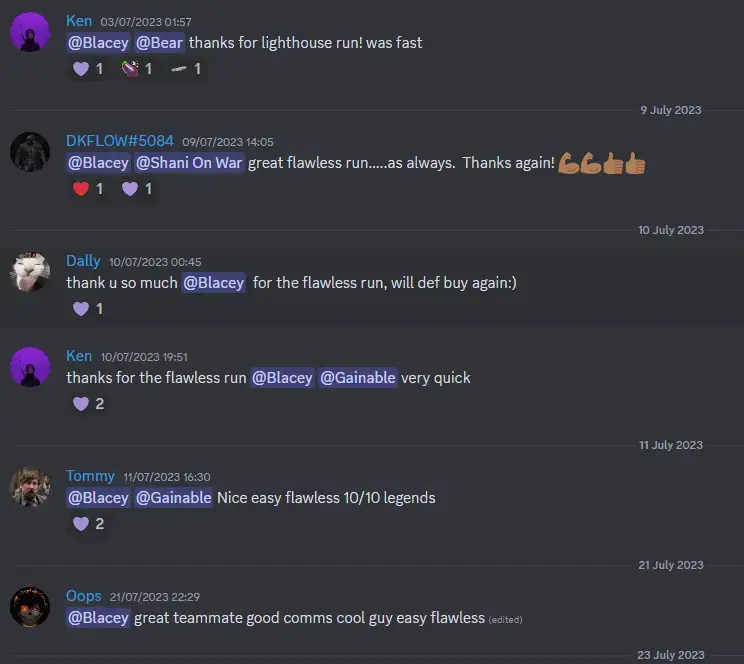 Ken 03/07/2023 01:57
@Blacey @Bear thanks for lighthouse run! was fast
1 1 1
9 July 2023
DKFLOW#5084 09/07/2023 14:05
@Blacey @Shani On War great flawless run.....as always. Thanks again!
1 1
10 July 2023
Dally 10/07/2023 00:45
thank u so much @Blacey for the flawless run, will def buy again:)
1
Ken 10/07/2023 19:51
thanks for the flawless run @Blacey @Gainable very quick
2
11 July 2023
Tommy 11/07/2023 16:30
@Blacey @Gainable Nice easy flawless 10/10 legends
2
21 July 2023
Oops 21/07/2023 22:29
@Blacey great teammate good comms cool guy easy flawless (edited)
23 July 2023